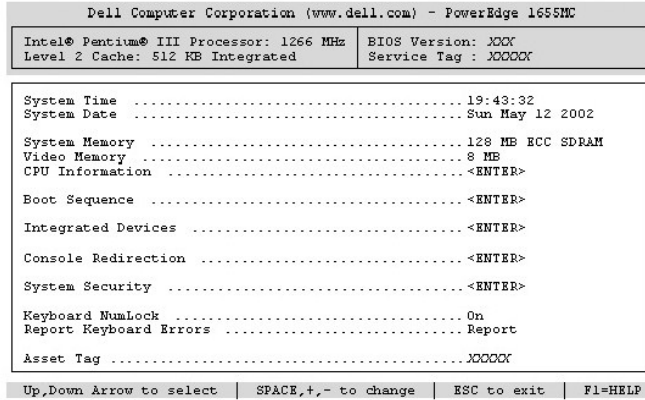 Dell Computer Corporation (www.dell.com) - PowerEdge 1655MC
Intel® Pentium® III Processor: 1266 MHz
Level 2 Cache: 512 KB Integrated
BIOS Version: XXX
Service Tag : XXXXX
System Time ........................................ 19:43:32
System Date ........................................ Sun May 12 2002
System Memory ........................................ 128 MB ECC SDRAM
Video Memory ....................................... 8 MB
CPU Information .................................... <ENTER>
Boot Sequence ........................................ <ENTER>
Integrated Devices ................................... <ENTER>
Console Redirection ................................ <ENTER>
System Security .................................... <ENTER>
Keyboard NumLock ..................................... On
Report Keyboard Errors ............................. Report
Asset Tag ........................................... XXXXX
Up,Down Arrow to select | SPACE,+,- to change | ESC to exit | F1=HELP